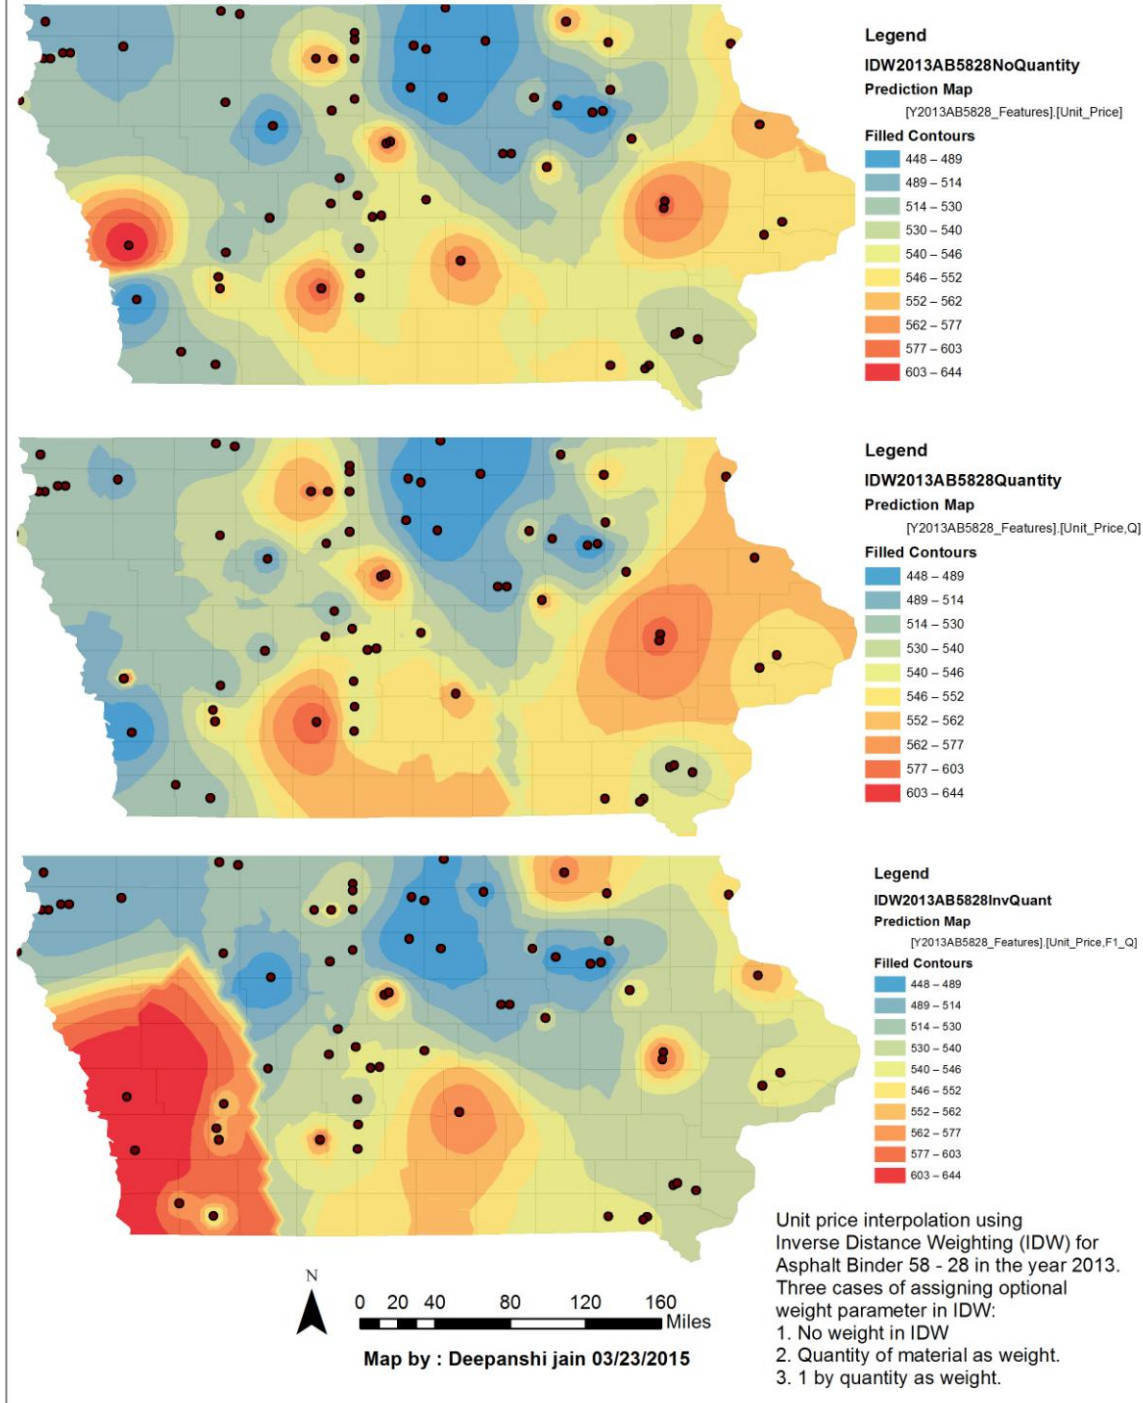 Legend
IDW2013AB5828NoQuantity
Prediction Map
[Y2013AB5828_Features].[Unit_Price]
Filled Contours
448 – 489
489 – 514
514 – 530
530 – 540
540 – 546
546 – 552
552 – 562
562 – 577
577 – 603
603 – 644
Legend
IDW2013AB5828Quantity
Prediction Map
[Y2013AB5828_Features].[Unit_Price,Q]
Filled Contours
448 – 489
489 – 514
514 – 530
530 – 540
540 – 546
546 – 552
552 – 562
562 – 577
577 – 603
603 – 644
Legend
IDW2013AB5828InvQuant
Prediction Map
[Y2013AB5828_Features].[Unit_Price,F1_Q]
Filled Contours
448 – 489
489 – 514
514 – 530
530 – 540
540 – 546
546 – 552
552 – 562
562 – 577
577 – 603
603 – 644
Unit price interpolation using
Inverse Distance Weighting (IDW) for
Asphalt Binder 58 - 28 in the year 2013.
Three cases of assigning optional
weight parameter in IDW:
1. No weight in IDW
2. Quantity of material as weight.
3. 1 by quantity as weight.
N
0 20 40 80 120 160
Miles
Map by : Deepanshi jain 03/23/2015